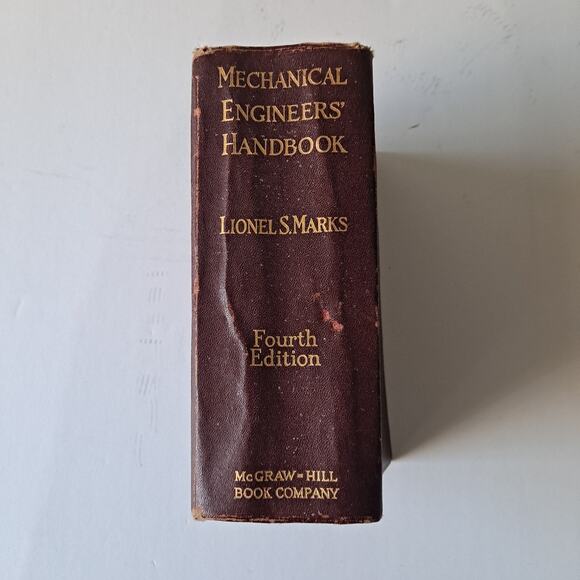 MECHANICAL
ENGINEERS'
HANDBOOK
LIONEL S. MARKS
Fourth
Edition
McGRAW-HILL
BOOK COMPANY